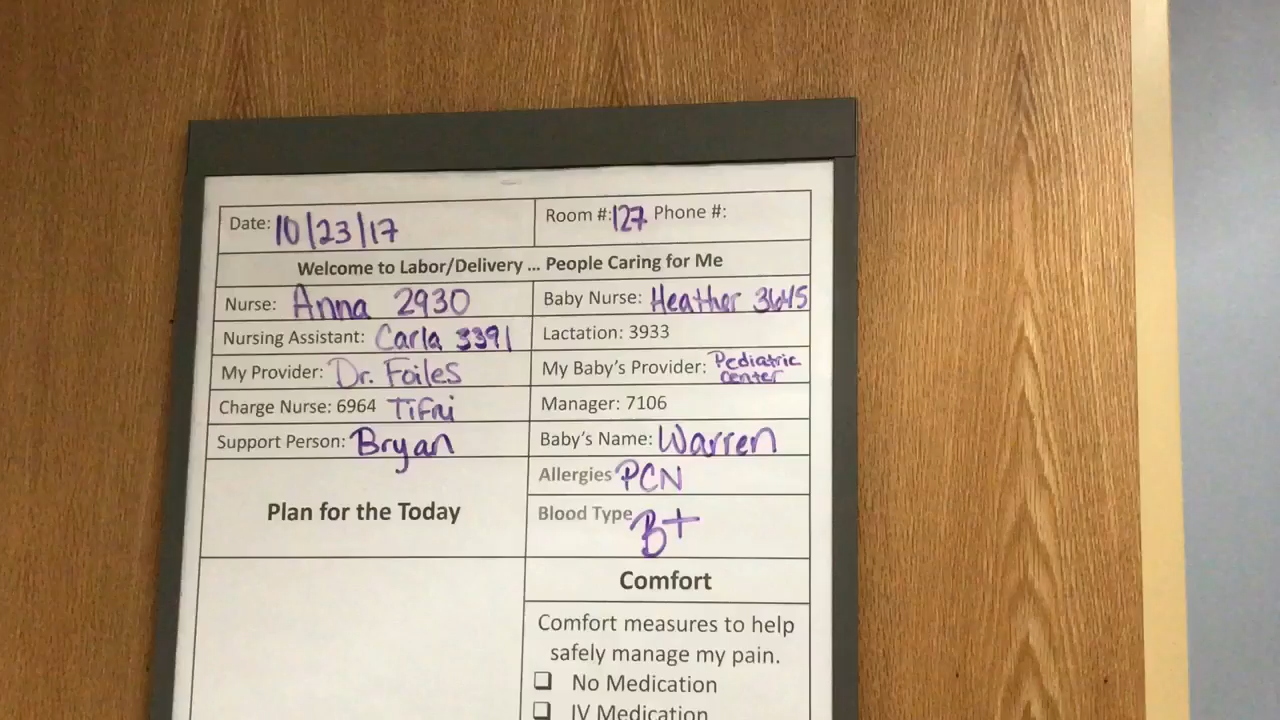 Date: 10/23/17
Room #: 127 Phone #:
Welcome to Labor/Delivery ... People Caring for Me
Nurse: Anna 2930
Baby Nurse: Heather 3645
Nursing Assistant: Carla 3391
Lactation: 3933
My Provider: Dr. Foiles
My Baby's Provider: Pediatric
center
Charge Nurse: 6964 Tifni
Manager: 7106
Support Person: Bryan
Baby's Name: Warren
Allergies PCN
Plan for the Today
Blood Type B+
Comfort
Comfort measures to help
safely manage my pain.
❑ No Medication
❑ IV Medication